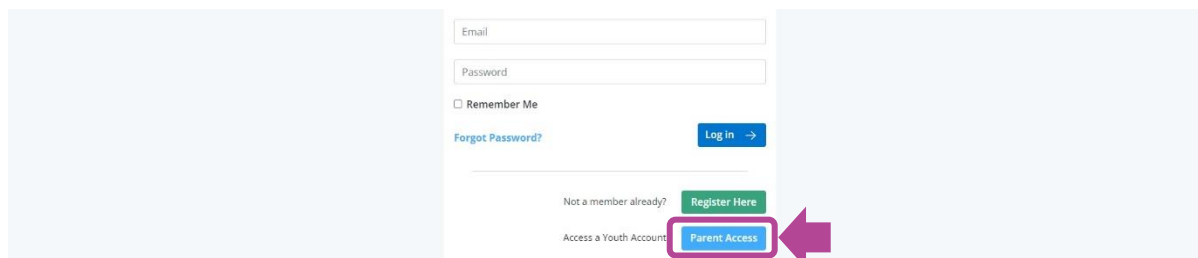 Email
Password
Remember Me
Forgot Password? Log in
Not a member already? Register Here
Access a Youth Account Parent Access